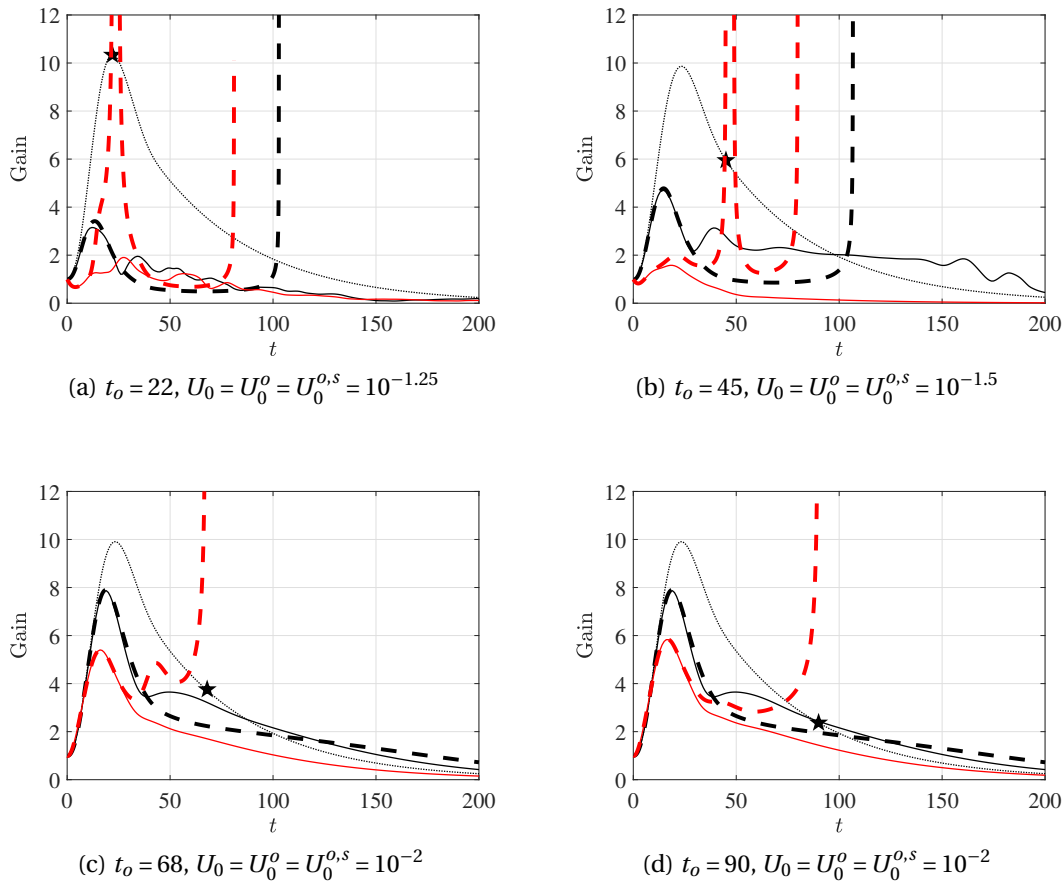 12
10
8
6
4
2
0
Gain
0 50 100 150 200
t
(a) t_o = 22, U_0 = U_0^o = U_0^{o,s} = 10^{-1.25}
12
10
8
6
4
2
0
Gain
0 50 100 150 200
t
(b) t_o = 45, U_0 = U_0^o = U_0^{o,s} = 10^{-1.5}
12
10
8
6
4
2
0
Gain
0 50 100 150 200
t
(c) t_o = 68, U_0 = U_0^o = U_0^{o,s} = 10^{-2}
12
10
8
6
4
2
0
Gain
0 50 100 150 200
t
(d) t_o = 90, U_0 = U_0^o = U_0^{o,s} = 10^{-2}